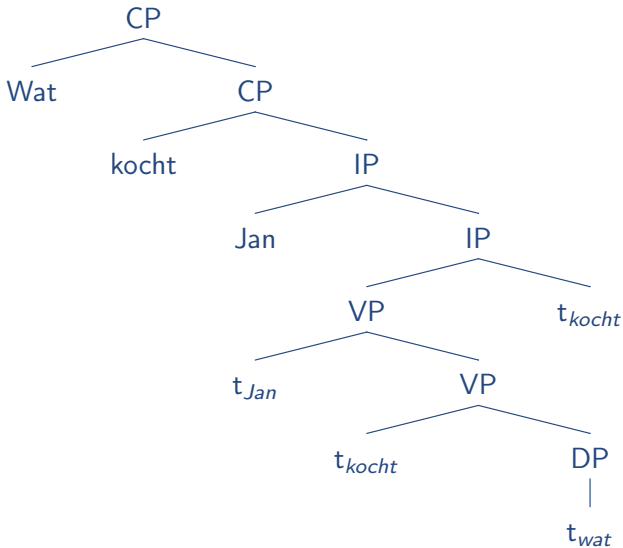 CP
Wat CP
kocht IP
Jan IP
VP t_kocht
t_Jan VP
t_kocht DP
t_wat